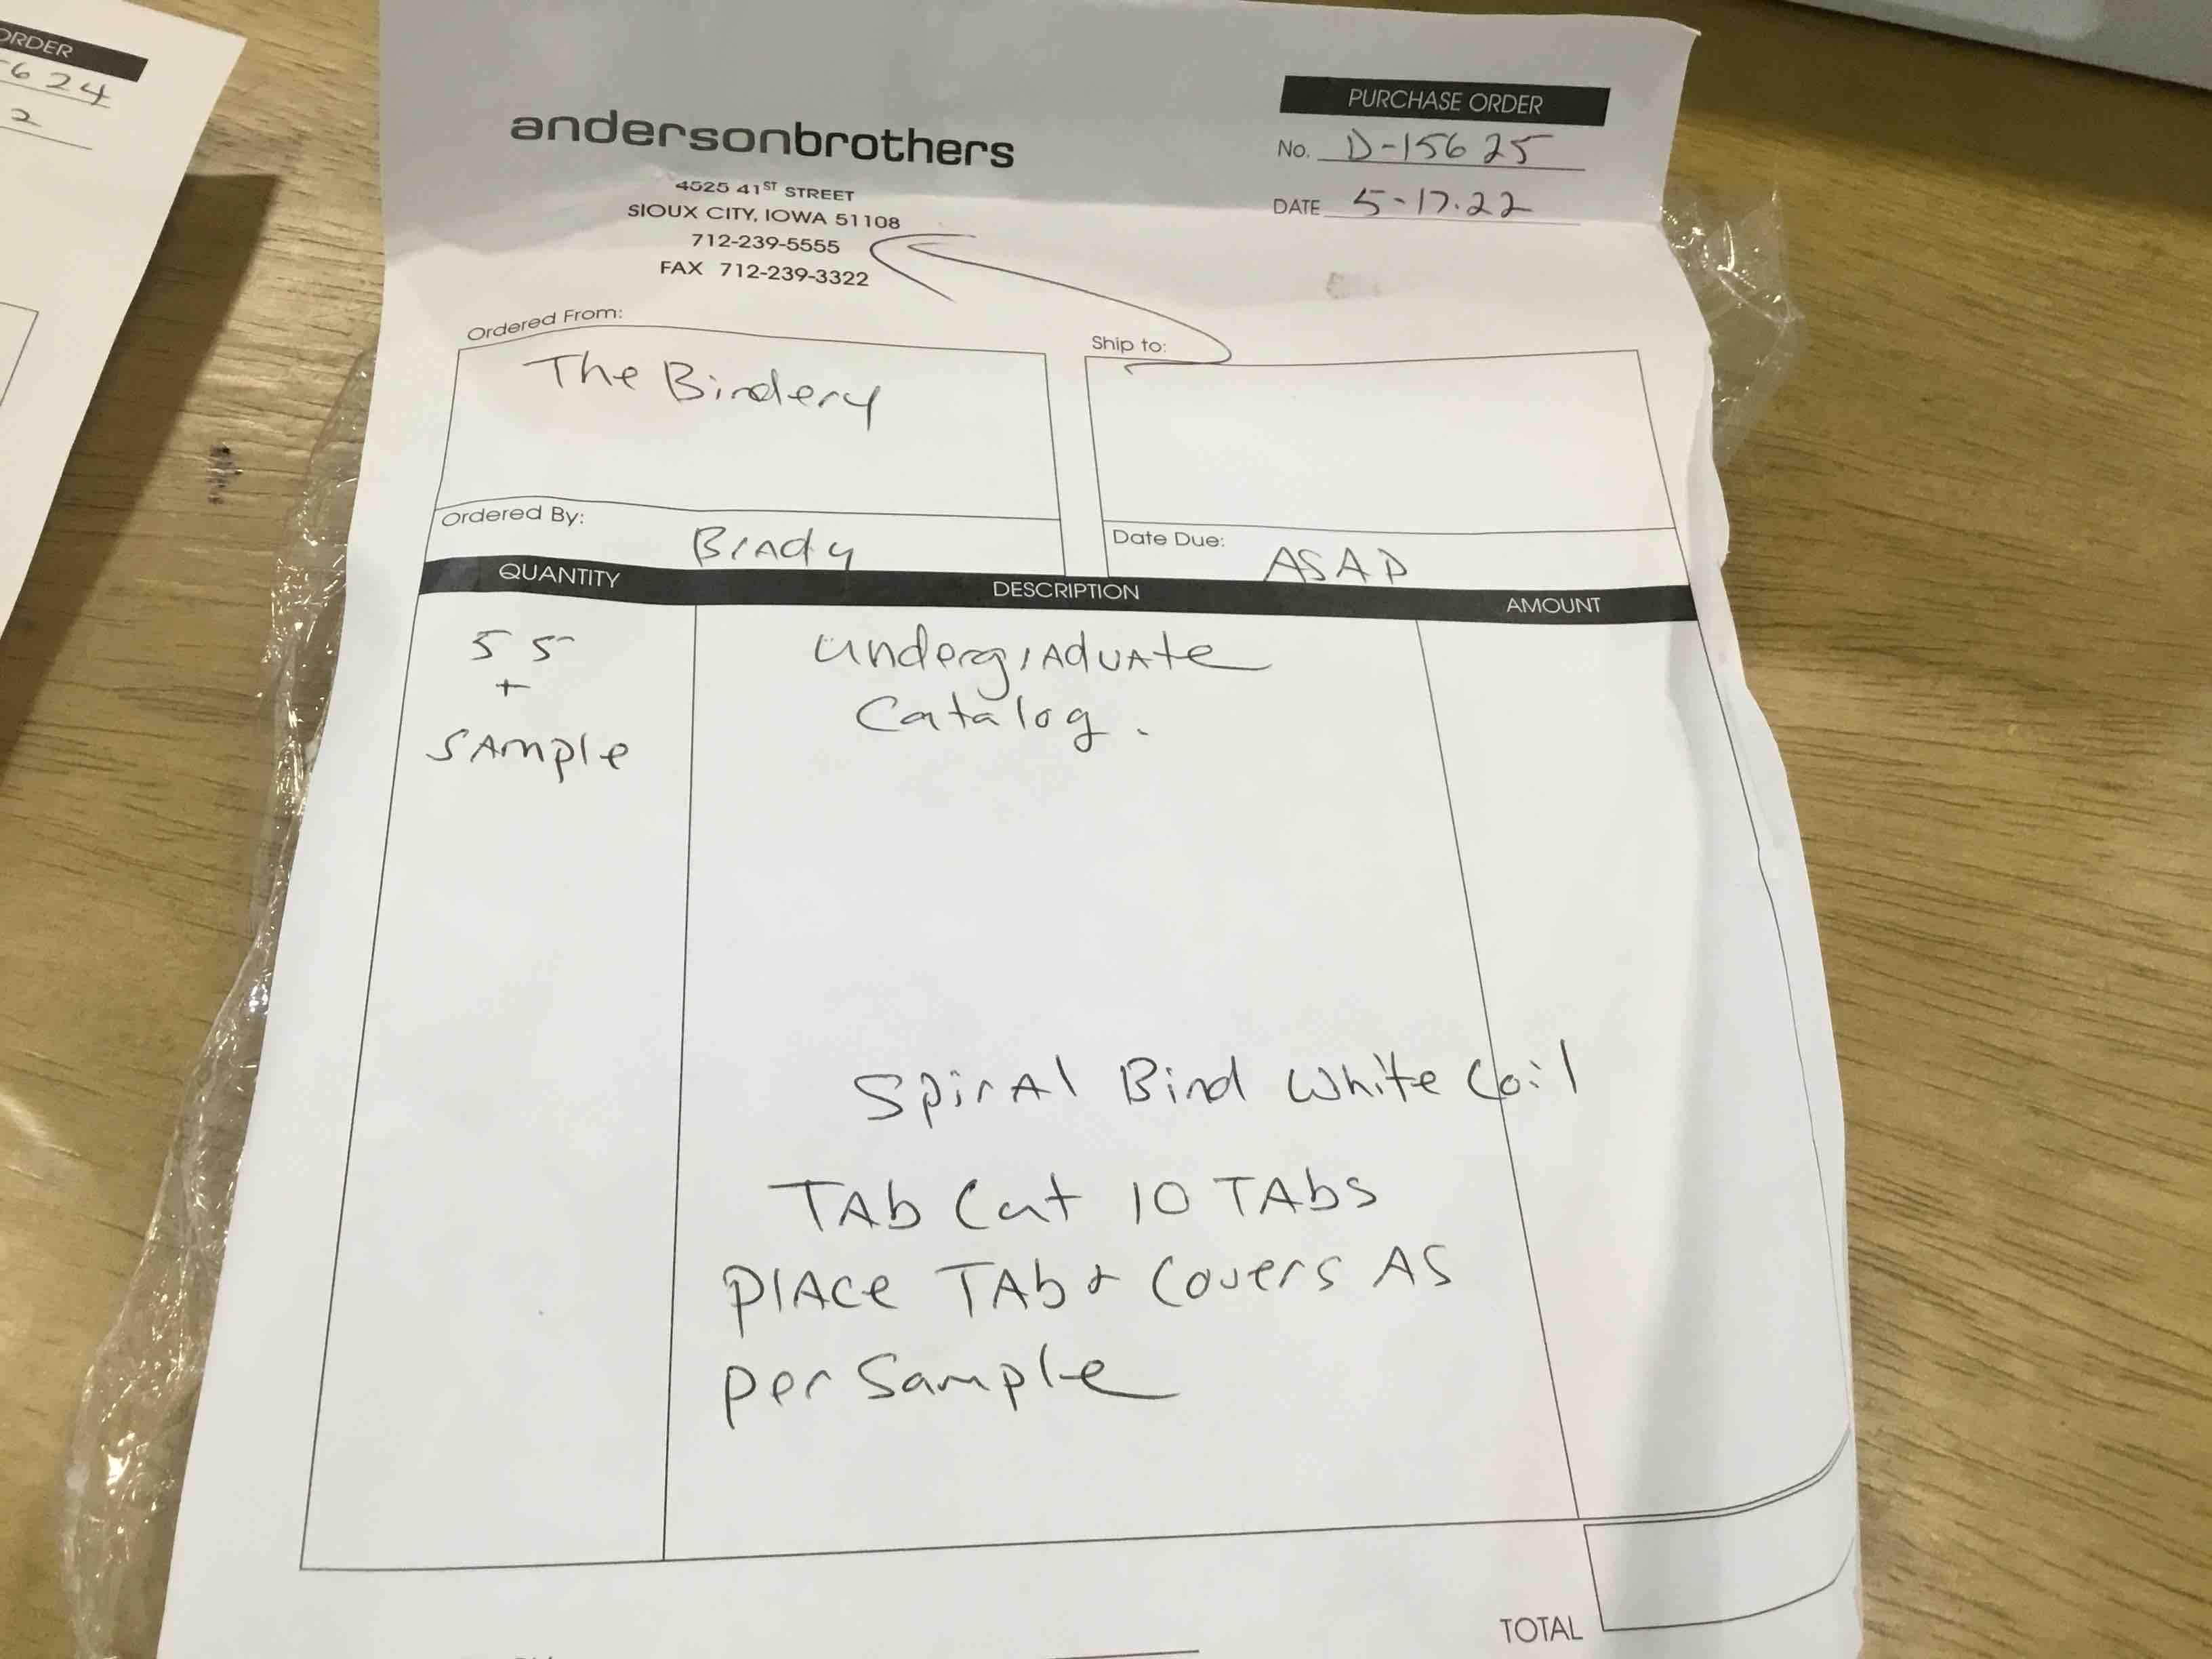 ORDER
-624
2
andersonbrothers
4525 41ST STREET
SIOUX CITY, IOWA 51108
712-239-5555
FAX 712-239-3322
PURCHASE ORDER
No. D-15625
DATE 5-17.22
Ordered From:
The Bindery
Ship to:
Ordered By: Brady
Date Due: ASAP
QUANTITY DESCRIPTION AMOUNT
55 undergraduate
+ Catalog.
SAmple
SpirAl Bind White Coil
TAb Cut 10 TAbs
PlAce TAb + Covers AS
per Sample
TOTAL